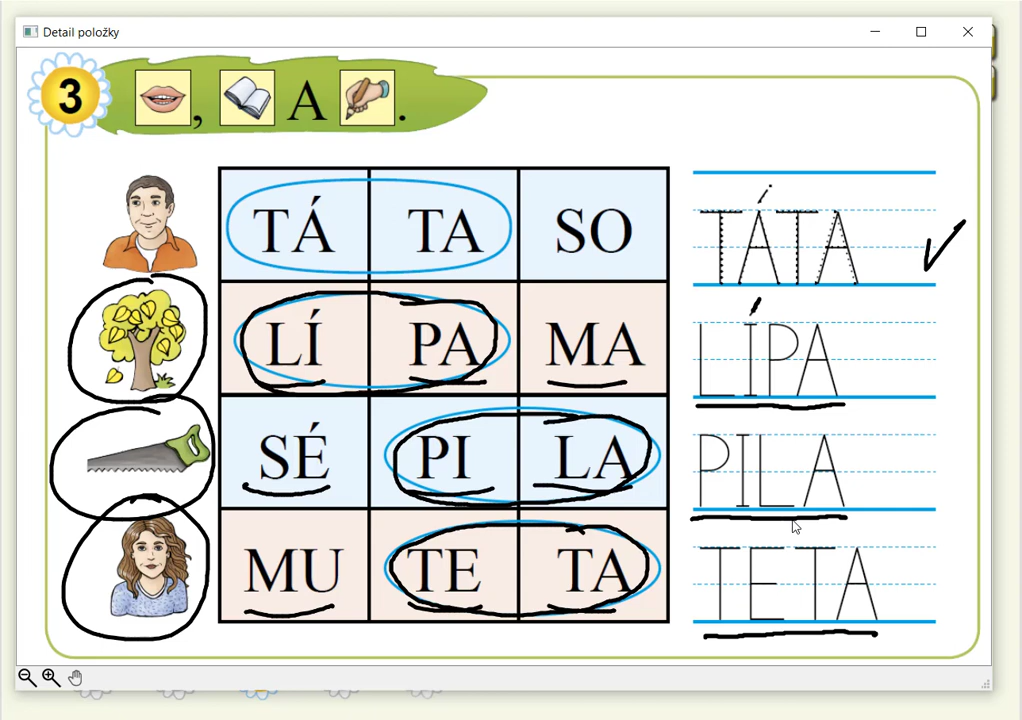 Detail položky
3 , A .
TÁ TA SO
TÁTA
LÍ PA MA
LÍPA
SÉ PI LA
PILA
MU TE TA
TETA